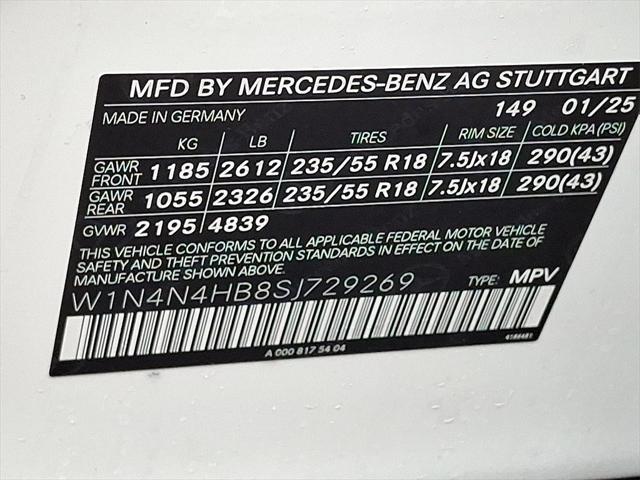 MFD BY MERCEDES-BENZ AG STUTTGART
MADE IN GERMANY 149 01/25
KG LB TIRES RIM SIZE COLD KPA (PSI)
GAWR FRONT 1185 2612 235/55 R18 7.5Jx18 290(43)
GAWR REAR 1055 2326 235/55 R18 7.5Jx18 290(43)
GVWR 2195 4839
THIS VEHICLE CONFORMS TO ALL APPLICABLE FEDERAL MOTOR VEHICLE
SAFETY AND THEFT PREVENTION STANDARDS IN EFFECT ON THE DATE OF
MANUFACTURE SHOWN ABOVE.
W1N4N4HB8SJ729269 TYPE: MPV
A 000 817 54 04